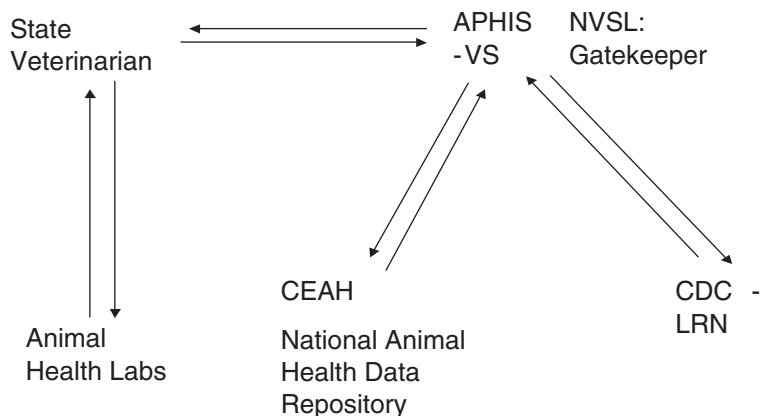 State
Veterinarian
APHIS
-VS
NVSL:
Gatekeeper
CEAH
National Animal
Health Data
Repository
CDC -
LRN
Animal
Health Labs